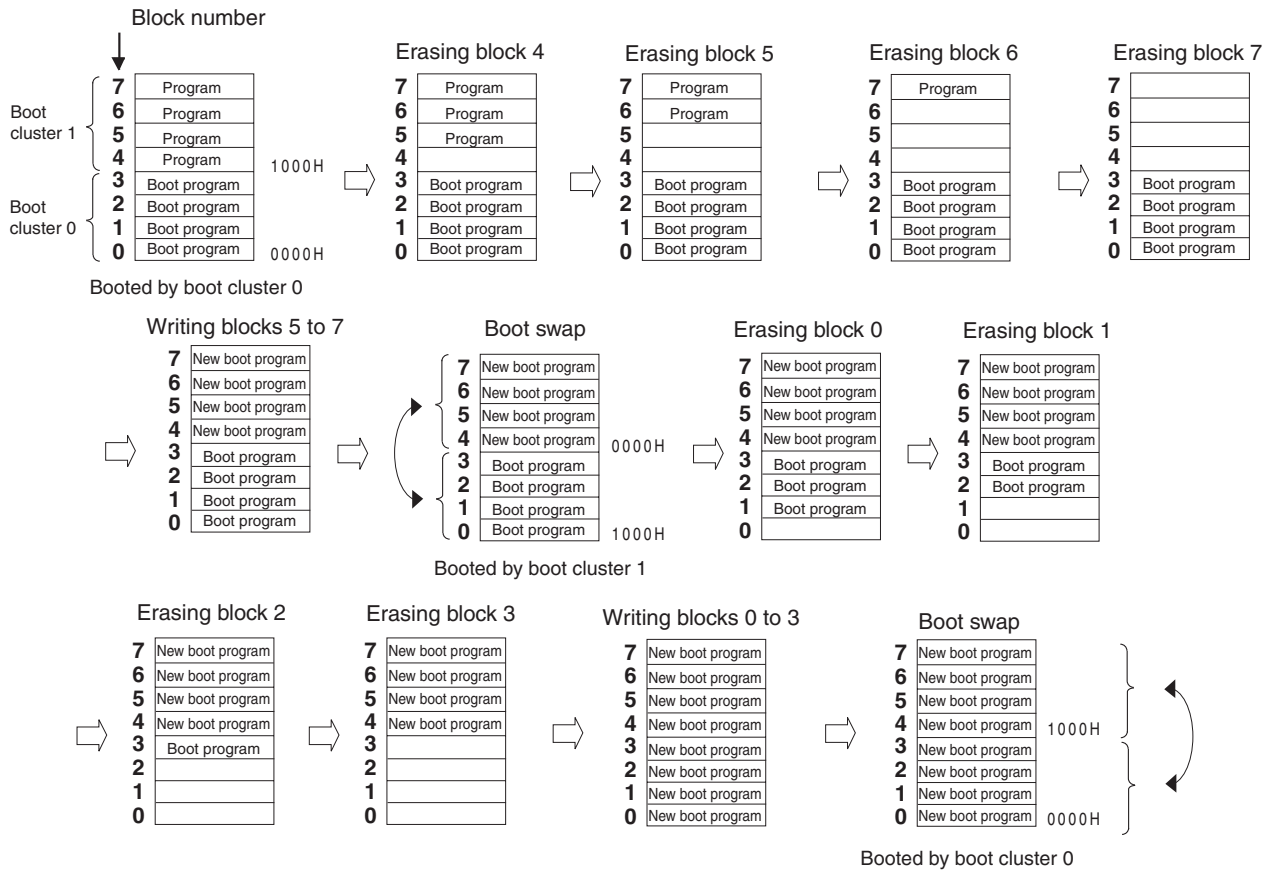 Block number
Erasing block 4
Erasing block 5
Erasing block 6
Erasing block 7
Boot
cluster 1
Boot
cluster 0
7 Program
6 Program
5 Program
4 Program
1000H
3 Boot program
2 Boot program
1 Boot program
0 Boot program
0000H
Booted by boot cluster 0
7 Program
6 Program
5 Program
4
3 Boot program
2 Boot program
1 Boot program
0 Boot program
7 Program
6 Program
5
4
3 Boot program
2 Boot program
1 Boot program
0 Boot program
7 Program
6
5
4
3 Boot program
2 Boot program
1 Boot program
0 Boot program
7
6
5
4
3 Boot program
2 Boot program
1 Boot program
0 Boot program
Writing blocks 5 to 7
7 New boot program
6 New boot program
5 New boot program
4 New boot program
3 Boot program
2 Boot program
1 Boot program
0 Boot program
Boot swap
7 New boot program
6 New boot program
5 New boot program
4 New boot program
0000H
3 Boot program
2 Boot program
1 Boot program
0 Boot program
1000H
Booted by boot cluster 1
Erasing block 0
7 New boot program
6 New boot program
5 New boot program
4 New boot program
3 Boot program
2 Boot program
1 Boot program
0
Erasing block 1
7 New boot program
6 New boot program
5 New boot program
4 New boot program
3 Boot program
2 Boot program
1
0
Erasing block 2
7 New boot program
6 New boot program
5 New boot program
4 New boot program
3 Boot program
2
1
0
Erasing block 3
7 New boot program
6 New boot program
5 New boot program
4 New boot program
3
2
1
0
Writing blocks 0 to 3
7 New boot program
6 New boot program
5 New boot program
4 New boot program
3 New boot program
2 New boot program
1 New boot program
0 New boot program
Boot swap
7 New boot program
6 New boot program
5 New boot program
4 New boot program
1000H
3 New boot program
2 New boot program
1 New boot program
0 New boot program
0000H
Booted by boot cluster 0